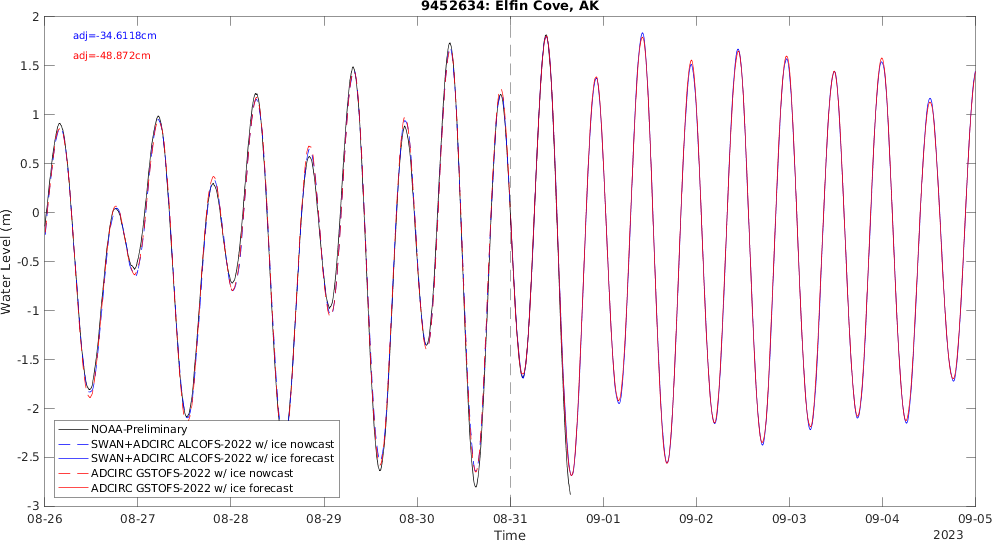 9452634: Elfin Cove, AK
adj=-34.6118cm
adj=-48.872cm
Water Level (m)
2
1.5
1
0.5
0
-0.5
-1
-1.5
-2
-2.5
-3
NOAA-Preliminary
SWAN+ADCIRC ALCOFS-2022 w/ ice nowcast
SWAN+ADCIRC ALCOFS-2022 w/ ice forecast
ADCIRC GSTOFS-2022 w/ ice nowcast
ADCIRC GSTOFS-2022 w/ ice forecast
08-26 08-27 08-28 08-29 08-30 08-31 09-01 09-02 09-03 09-04 09-05
Time
2023